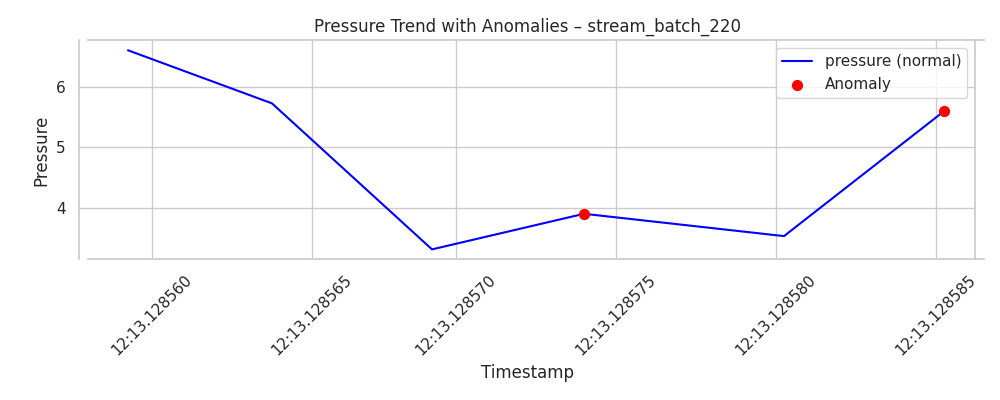 Pressure Trend with Anomalies – stream_batch_220
pressure (normal)
Anomaly
Pressure
6
5
4
12:13.128560
12:13.128565
12:13.128570
12:13.128575
12:13.128580
12:13.128585
Timestamp